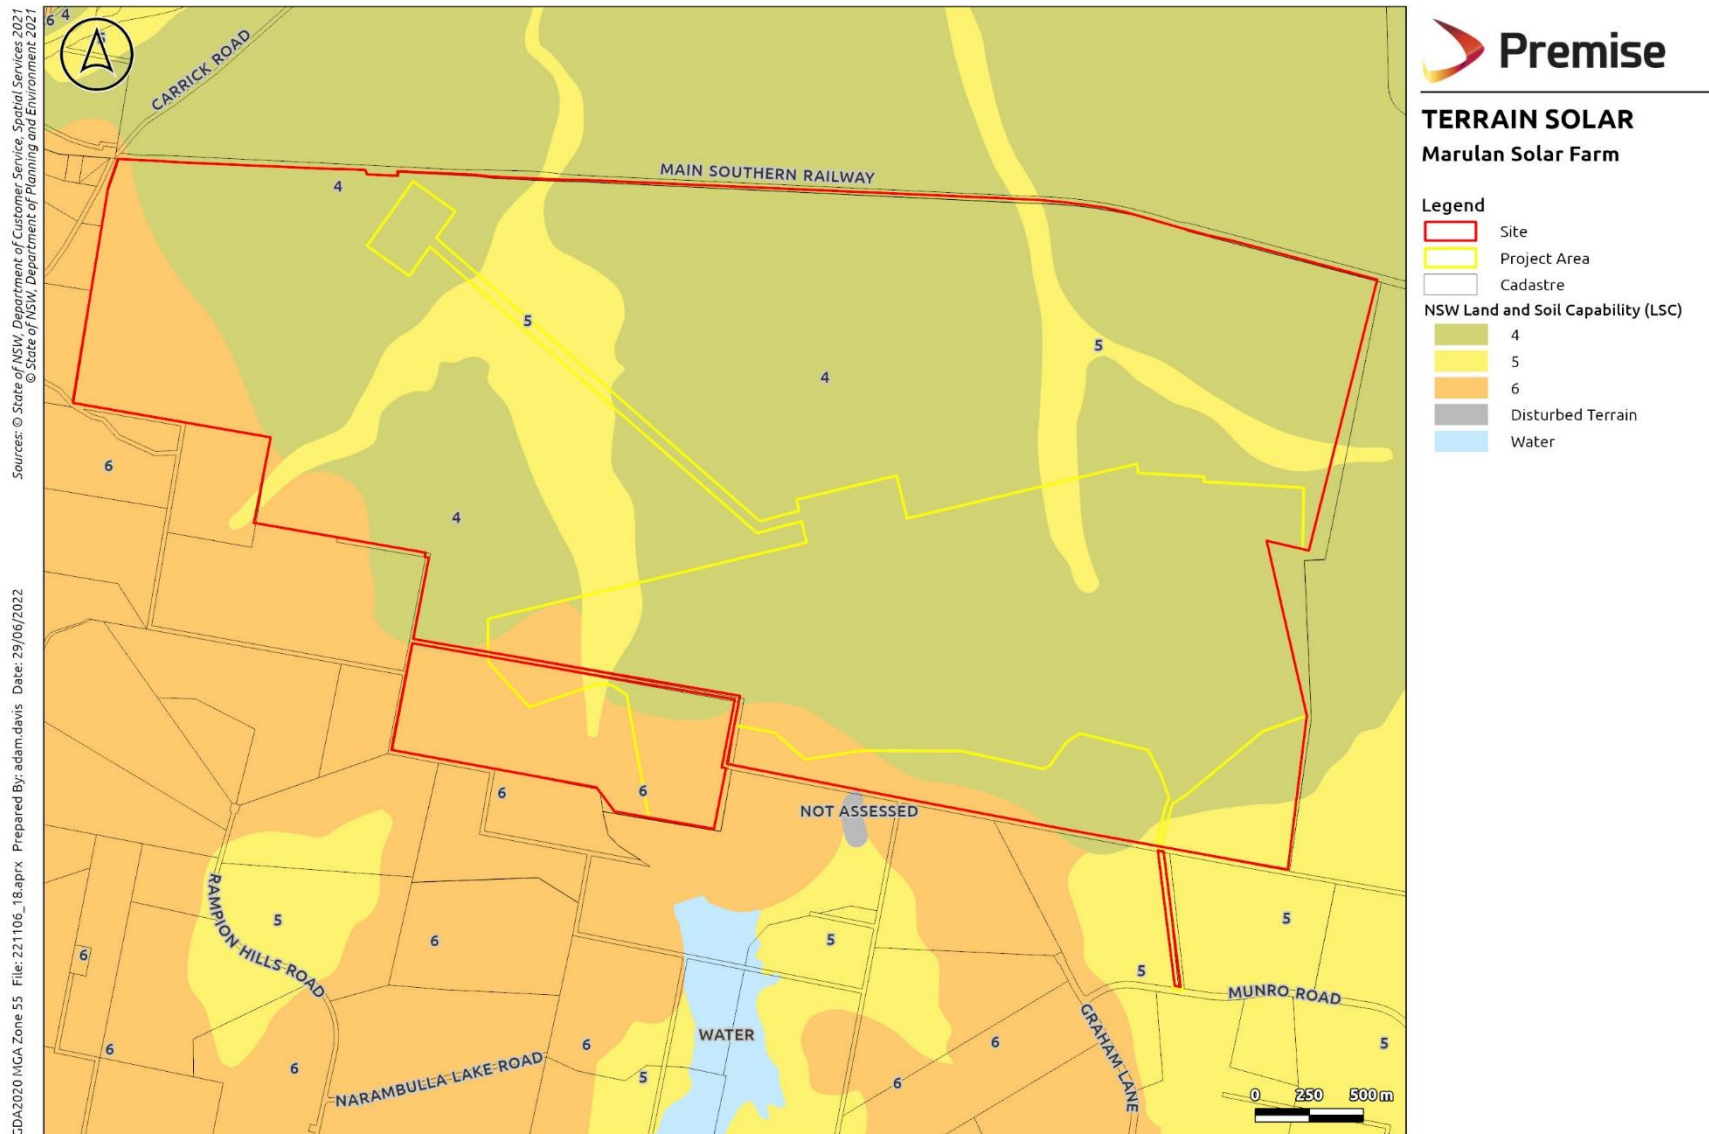 Sources: © State of NSW, Department of Customer Service, Spatial Services 2021
© State of NSW, Department of Planning and Environment 2021
GDA2020 MGA Zone 55 File: 221106_18.aprx Prepared By: adam.davis Date: 29/06/2022
6
4
5
CARRICK ROAD
MAIN SOUTHERN RAILWAY
4
5
5
4
6
4
6
6
NOT ASSESSED
5
6
5
5
6
5
MUNRO ROAD
RAMPION HILLS ROAD
WATER
GRAHAM LANE
6
6
6
5
6
NARAMBULLA LAKE ROAD
5
6
0 250 500 m
Premise
TERRAIN SOLAR
Marulan Solar Farm
Legend
Site
Project Area
Cadastre
NSW Land and Soil Capability (LSC)
4
5
6
Disturbed Terrain
Water